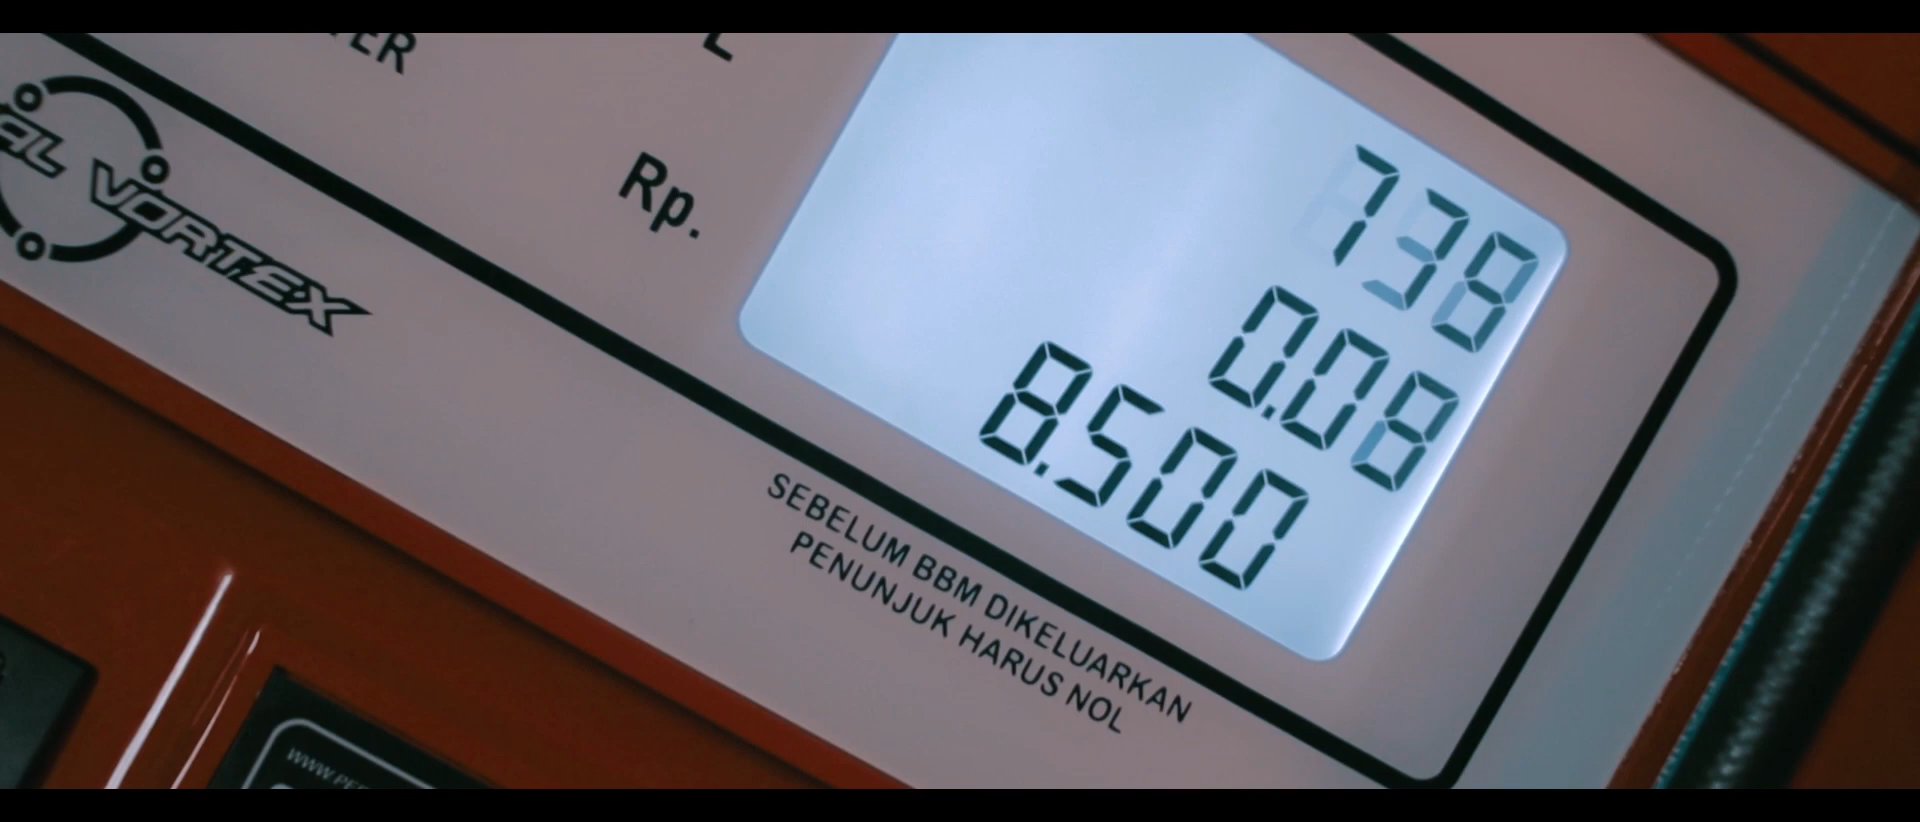 Rp.
738
0.08
8.500
VORTEX
SEBELUM BBM DIKELUARKAN
PENUNJUK HARUS NOL